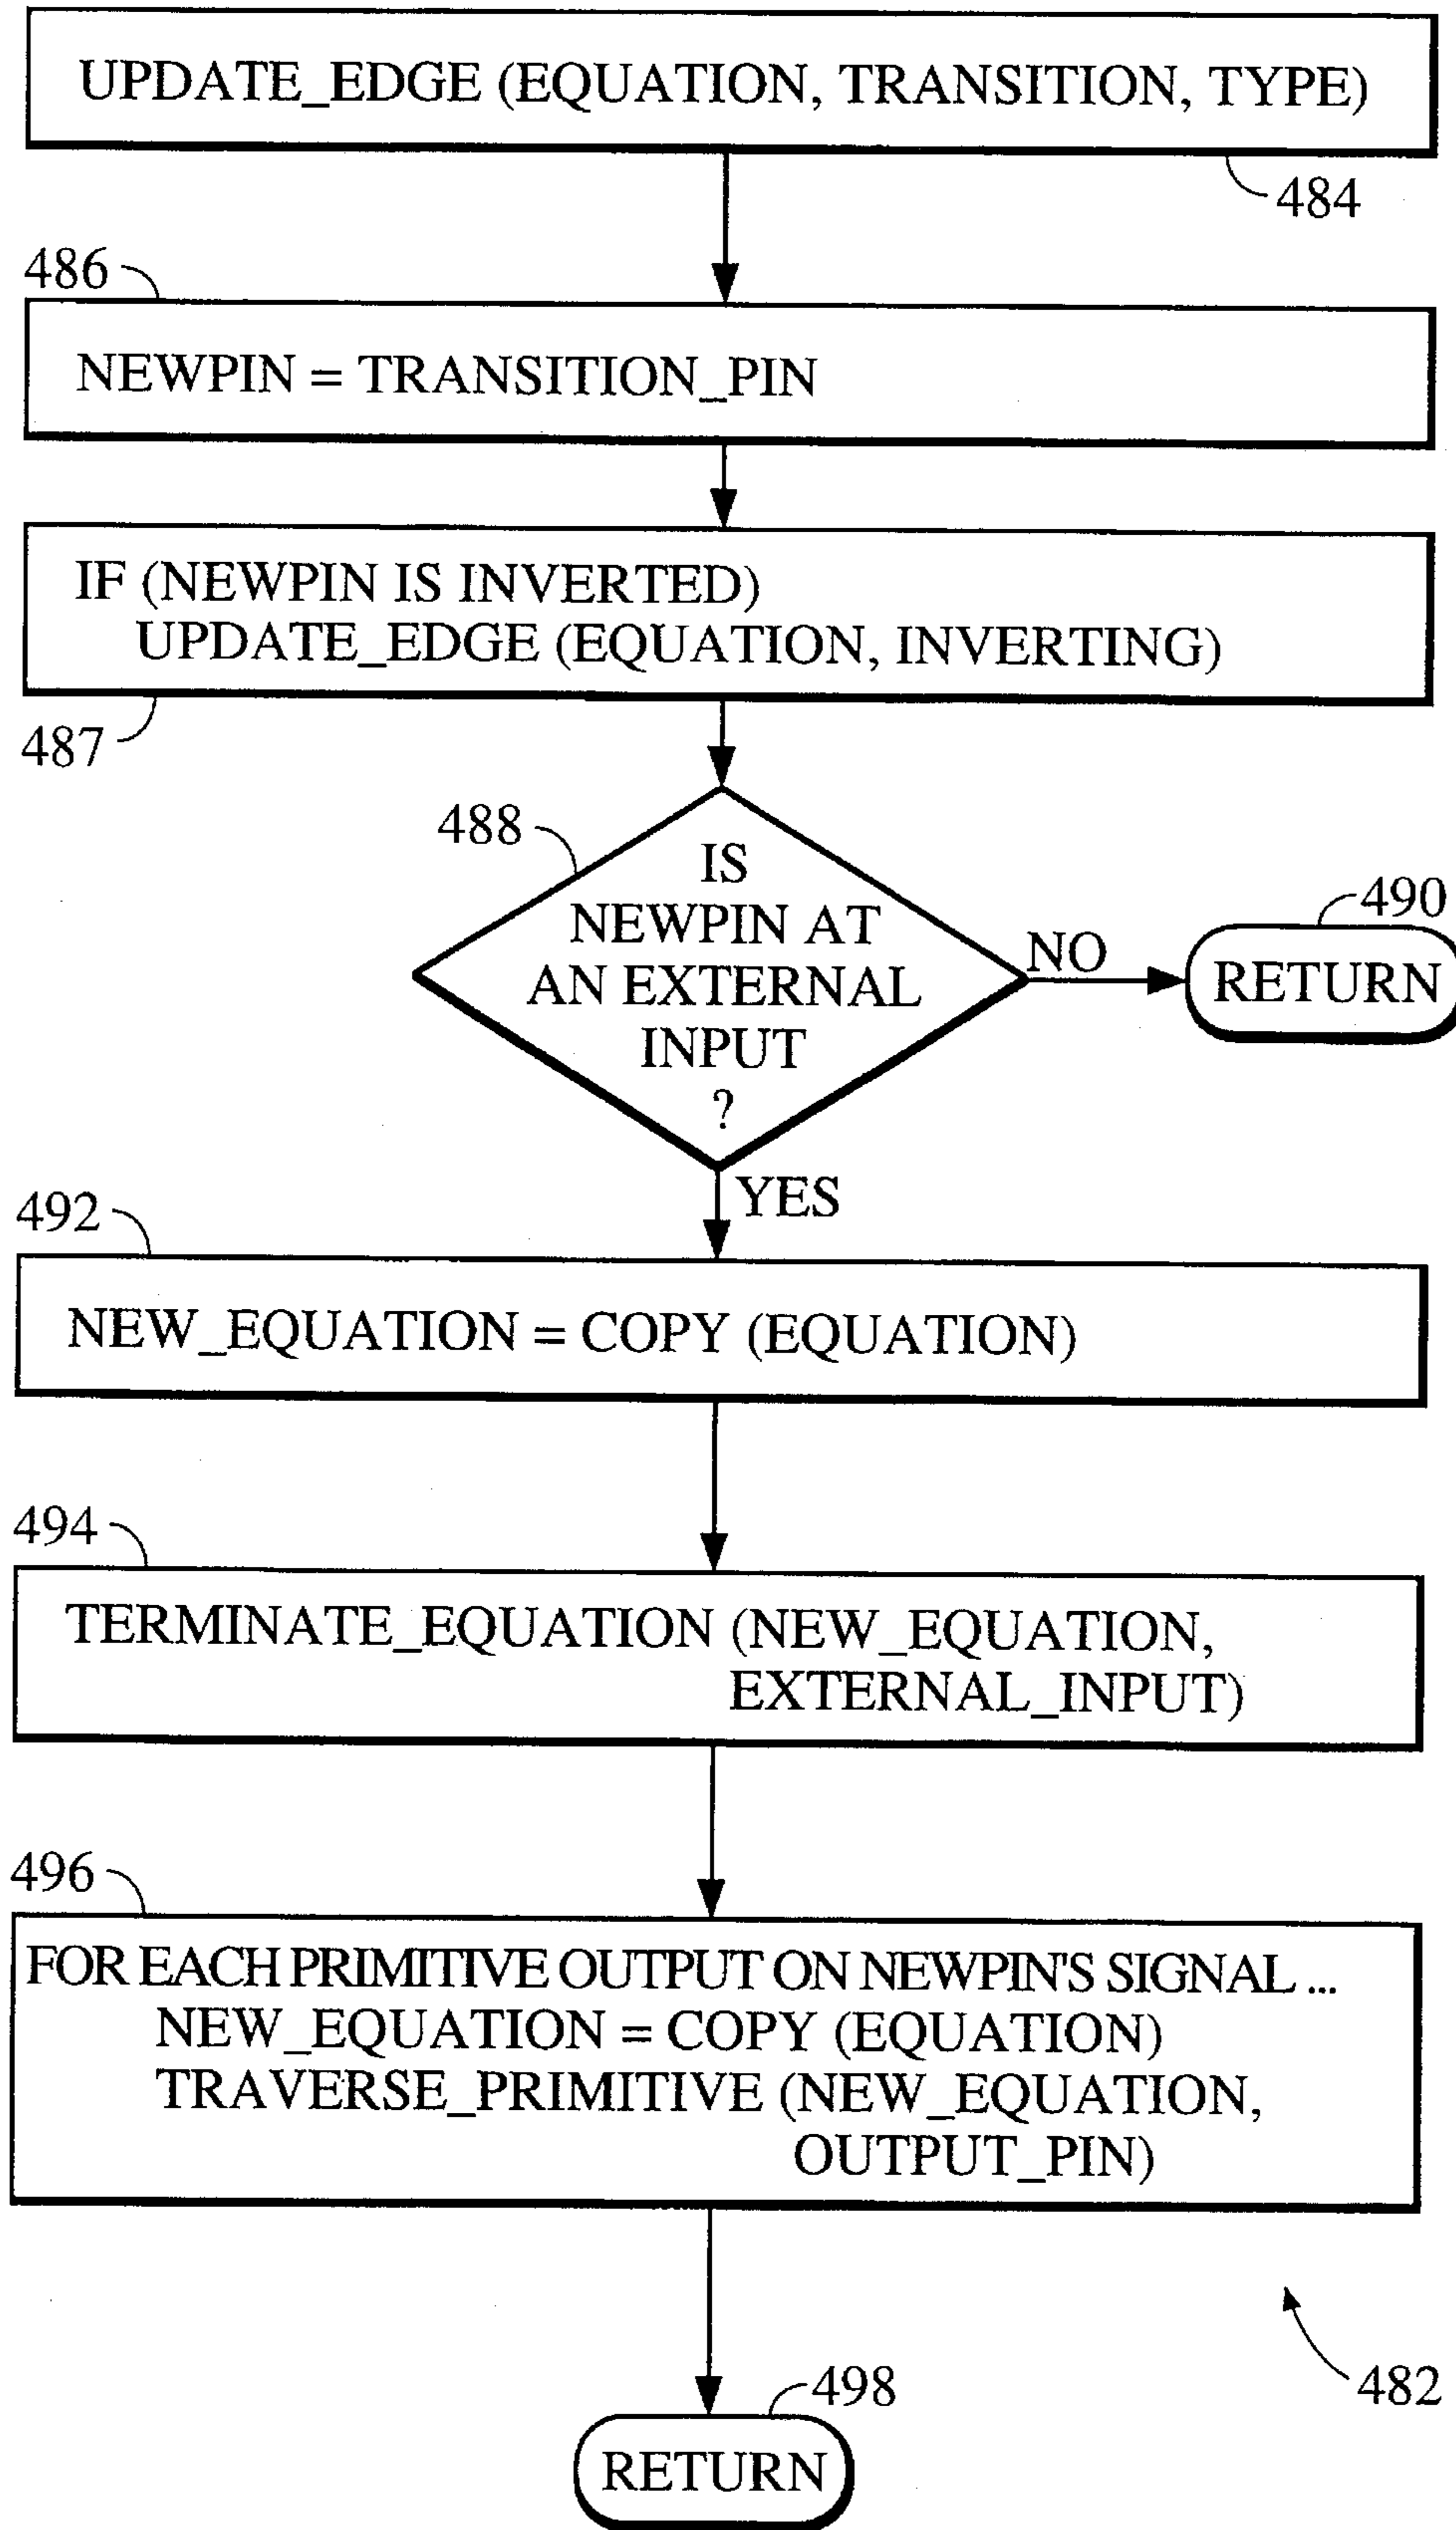 UPDATE_EDGE (EQUATION, TRANSITION, TYPE)
484
486
NEWPIN = TRANSITION_PIN
IF (NEWPIN IS INVERTED)
UPDATE_EDGE (EQUATION, INVERTING)
487
488
IS
NEWPIN AT
AN EXTERNAL
INPUT
?
NO
490
RETURN
YES
492
NEW_EQUATION = COPY (EQUATION)
494
TERMINATE_EQUATION (NEW_EQUATION,
EXTERNAL_INPUT)
496
FOR EACH PRIMITIVE OUTPUT ON NEWPIN'S SIGNAL ...
NEW_EQUATION = COPY (EQUATION)
TRAVERSE_PRIMITIVE (NEW_EQUATION,
OUTPUT_PIN)
482
498
RETURN